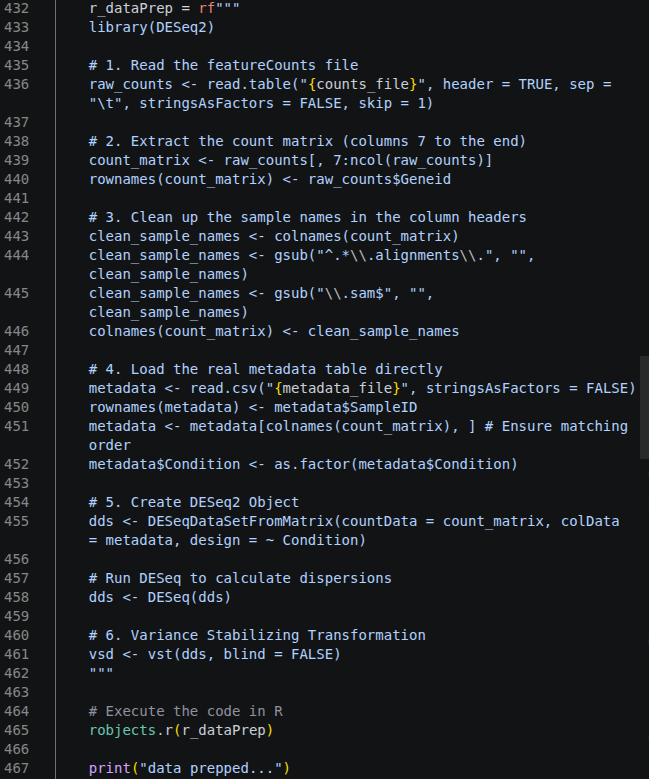 432 r_dataPrep = rf"""
433 library(DESeq2)
434
435 # 1. Read the featureCounts file
436 raw_counts <- read.table("{counts_file}", header = TRUE, sep =
"\t", stringsAsFactors = FALSE, skip = 1)
437
438 # 2. Extract the count matrix (columns 7 to the end)
439 count_matrix <- raw_counts[, 7:ncol(raw_counts)]
440 rownames(count_matrix) <- raw_counts$Geneid
441
442 # 3. Clean up the sample names in the column headers
443 clean_sample_names <- colnames(count_matrix)
444 clean_sample_names <- gsub("^.*\\.alignments\\.", "",
clean_sample_names)
445 clean_sample_names <- gsub("\\.sam$", "",
clean_sample_names)
446 colnames(count_matrix) <- clean_sample_names
447
448 # 4. Load the real metadata table directly
449 metadata <- read.csv("{metadata_file}", stringsAsFactors = FALSE)
450 rownames(metadata) <- metadata$SampleID
451 metadata <- metadata[colnames(count_matrix), ] # Ensure matching
order
452 metadata$Condition <- as.factor(metadata$Condition)
453
454 # 5. Create DESeq2 Object
455 dds <- DESeqDataSetFromMatrix(countData = count_matrix, colData
= metadata, design = ~ Condition)
456
457 # Run DESeq to calculate dispersions
458 dds <- DESeq(dds)
459
460 # 6. Variance Stabilizing Transformation
461 vsd <- vst(dds, blind = FALSE)
462 """
463
464 # Execute the code in R
465 robjects.r(r_dataPrep)
466
467 print("data prepped...")